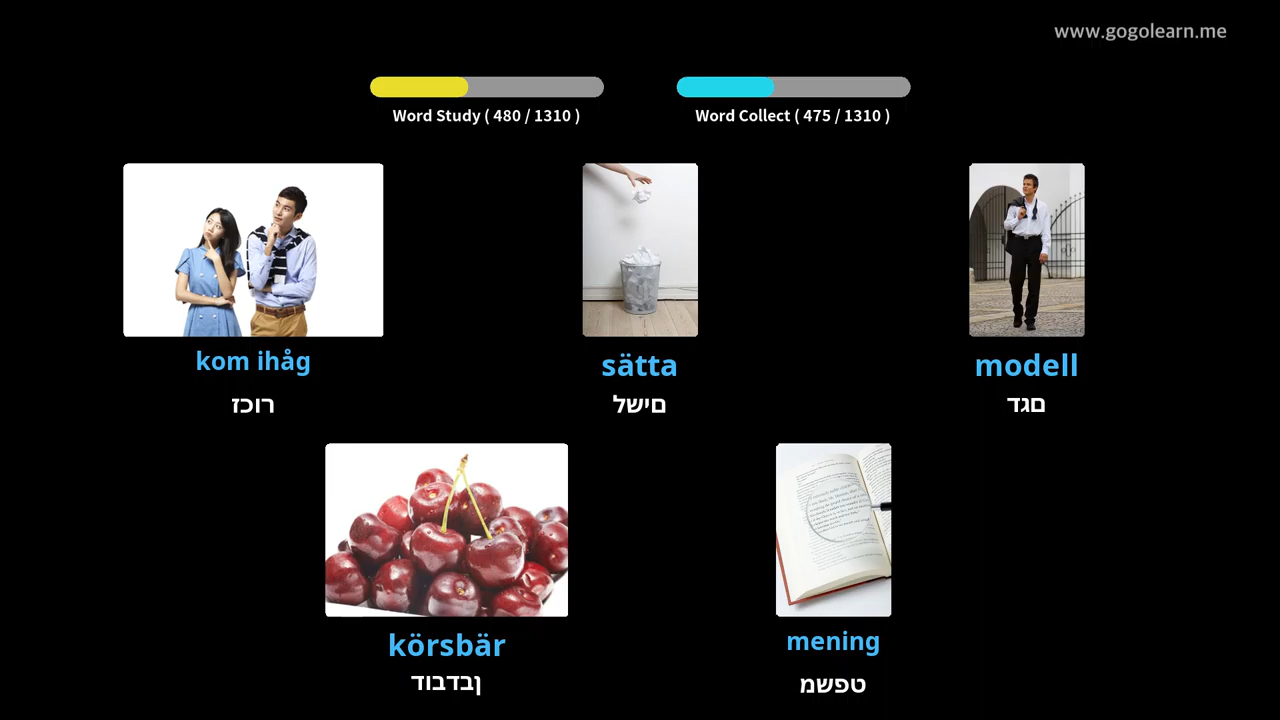 www.gogolearn.me
Word Study ( 480 / 1310 )
Word Collect ( 475 / 1310 )
kom ihåg
זכור
sätta
לשים
modell
דגם
körsbär
דובדבן
mening
משפט